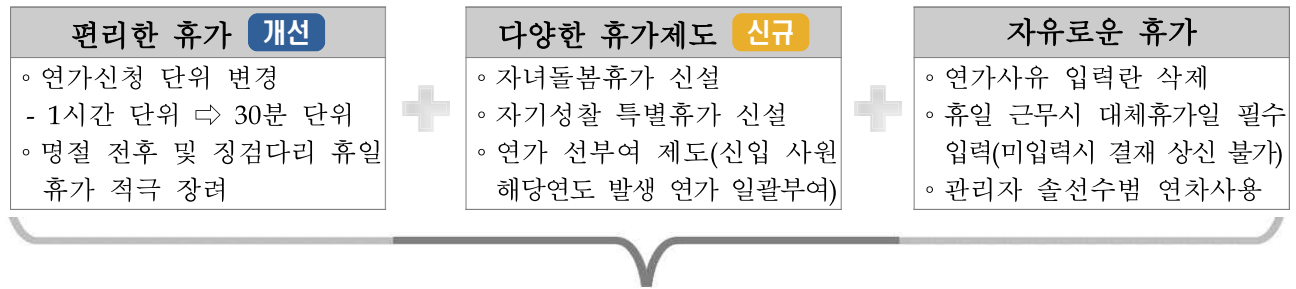 편리한 휴가 개선
◦ 연가신청 단위 변경
- 1시간 단위 ⇨ 30분 단위
◦ 명절 전후 및 징검다리 휴일
휴가 적극 장려
다양한 휴가제도 신규
◦ 자녀돌봄휴가 신설
◦ 자기성찰 특별휴가 신설
◦ 연가 선부여 제도(신입 사원
해당연도 발생 연가 일괄부여)
자유로운 휴가
◦ 연가사유 입력란 삭제
◦ 휴일 근무시 대체휴가일 필수
입력(미입력시 결재 상신 불가)
◦ 관리자 솔선수범 연차사용